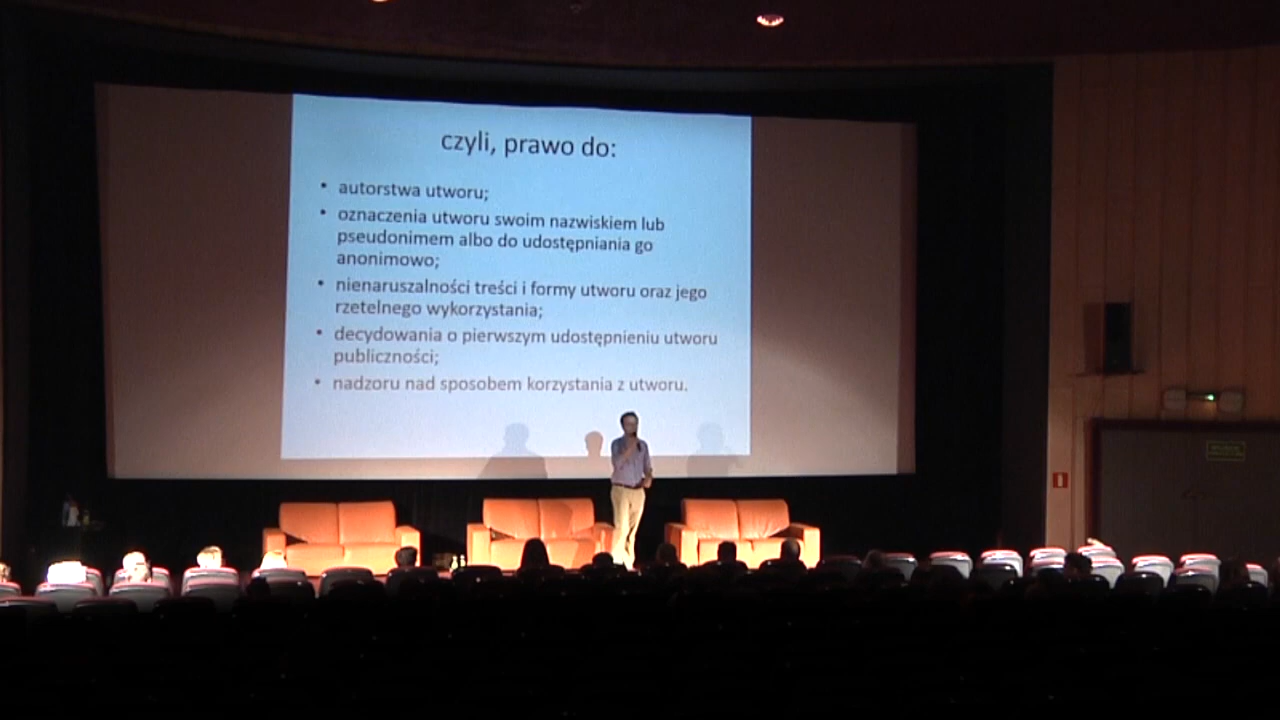 czyli, prawo do:
• autorstwa utworu;
• oznaczenia utworu swoim nazwiskiem lub
pseudonimem albo do udostępniania go
anonimowo;
• nienaruszalności treści i formy utworu oraz jego
rzetelnego wykorzystania;
• decydowania o pierwszym udostępnieniu utworu
publiczności;
• nadzoru nad sposobem korzystania z utworu.